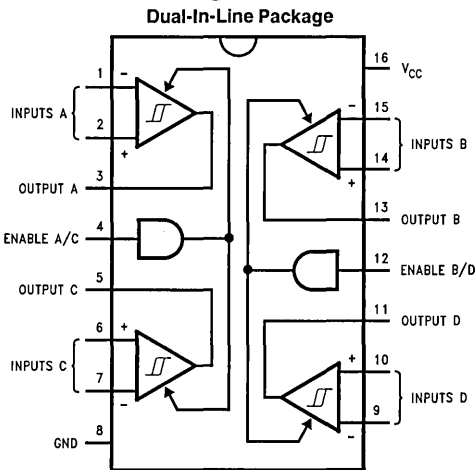 Dual-In-Line Package
1
-
16
VCC
INPUTS A
2
+
15
-
INPUTS B
14
+
3
OUTPUT A
13
OUTPUT B
4
ENABLE A/C
12
ENABLE B/D
5
OUTPUT C
11
OUTPUT D
6
+
INPUTS C
7
-
10
+
INPUTS D
9
-
8
GND